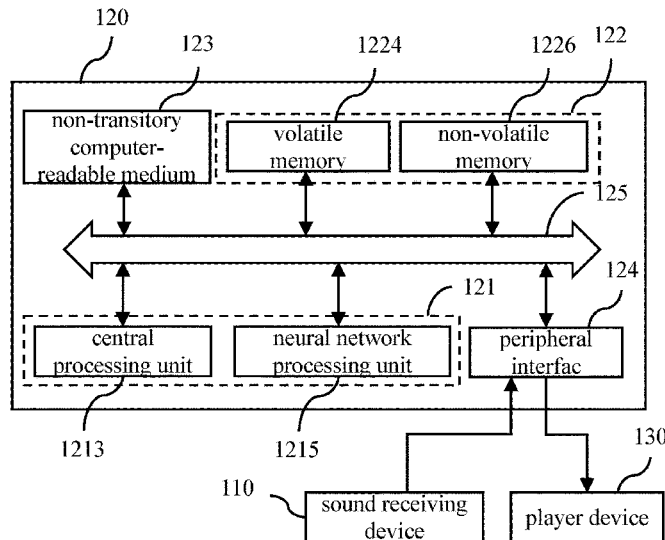 120
123
1224
1226
122
non-transitory
computer-
readable medium
volatile
memory
non-volatile
memory
125
121
124
central
processing unit
neural network
processing unit
peripheral
interfac
1213
1215
110
130
sound receiving
device
player device